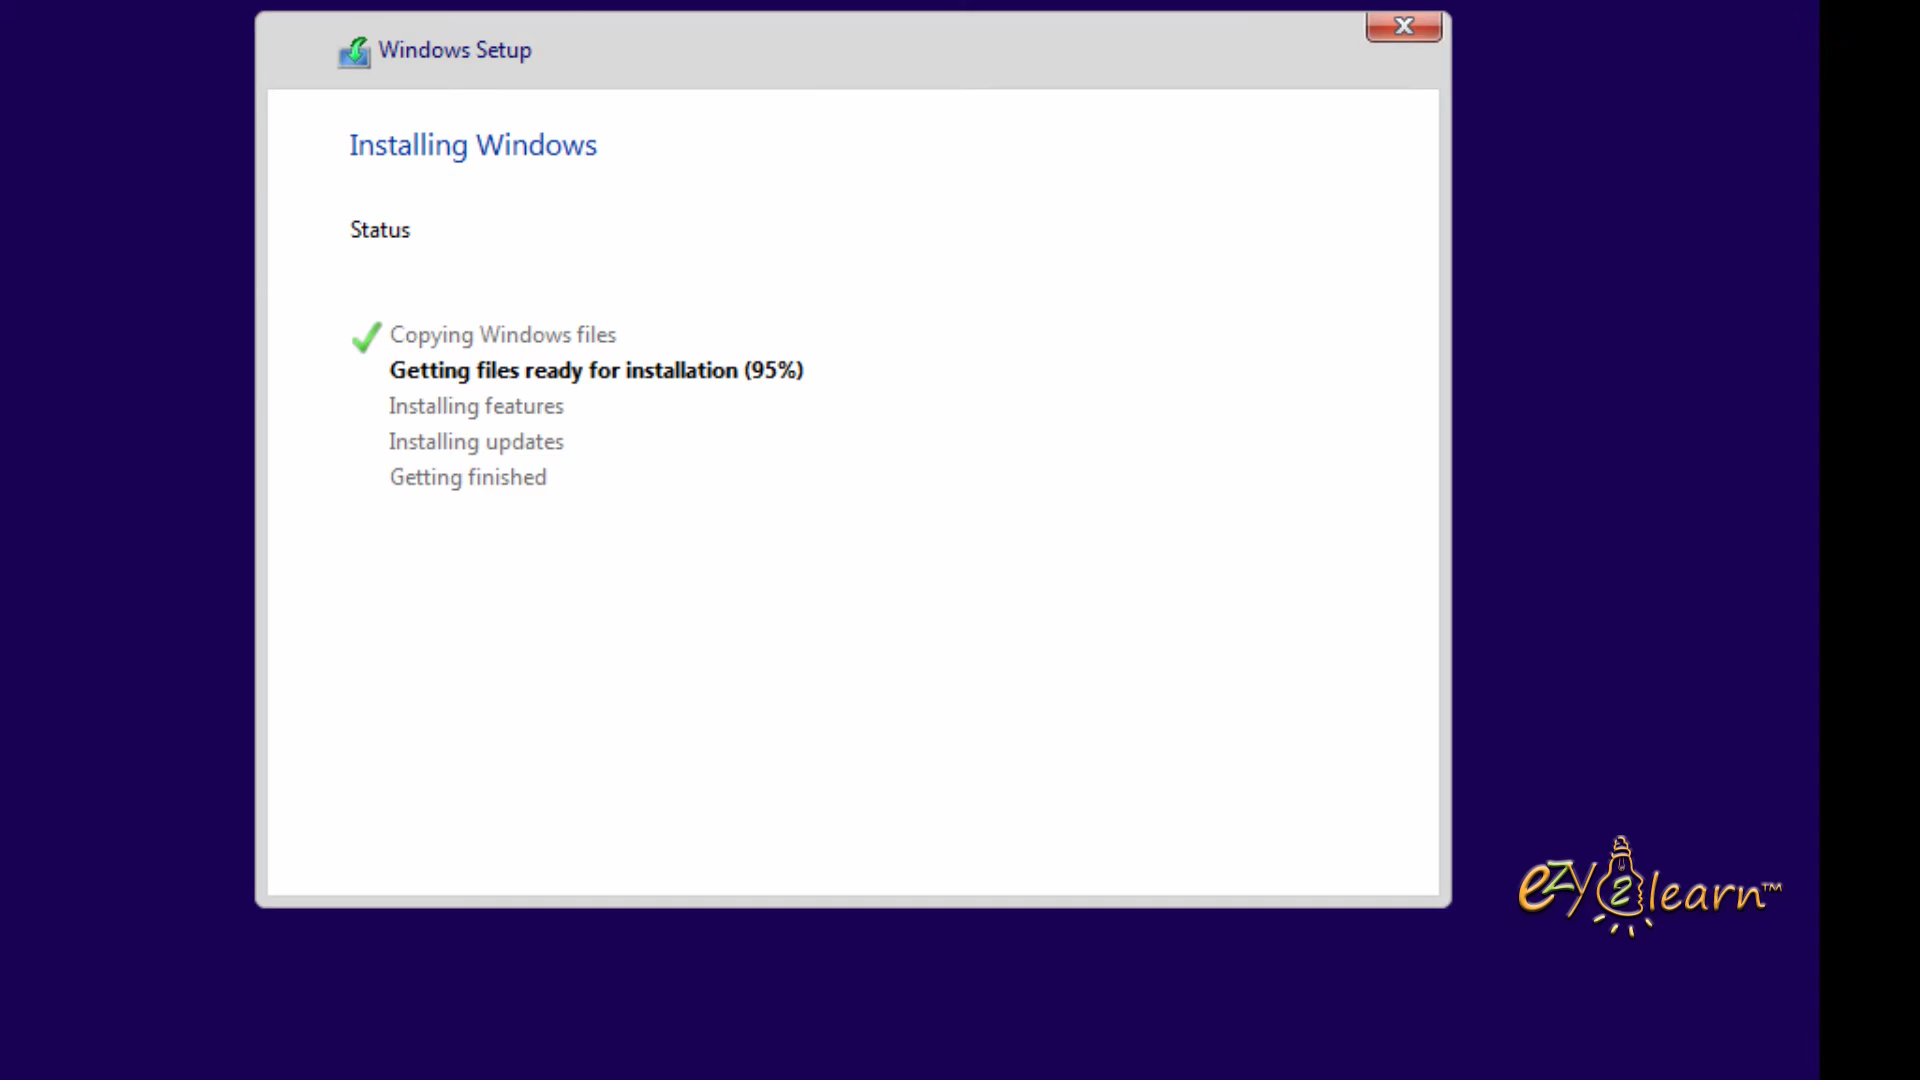 Windows Setup
Installing Windows
Status
Copying Windows files
Getting files ready for installation (95%)
Installing features
Installing updates
Getting finished
ezy2learn™